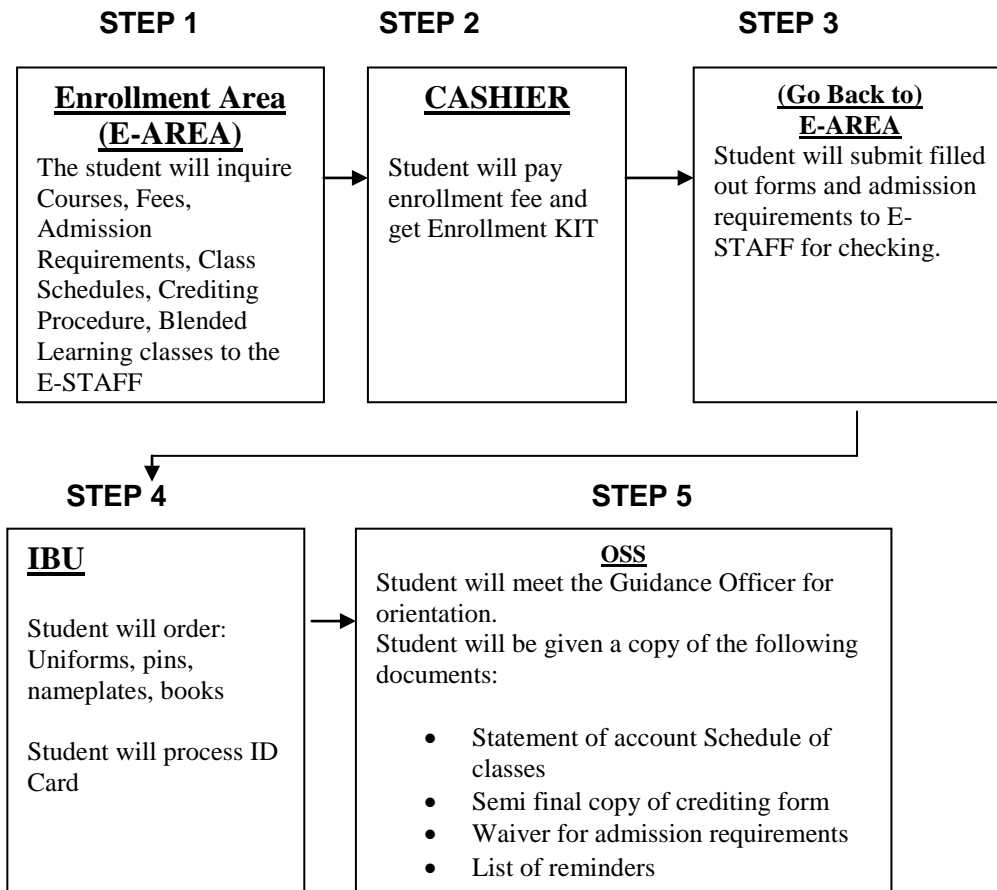 STEP 1
STEP 2
STEP 3
Enrollment Area
(E-AREA)
The student will inquire
Courses, Fees,
Admission
Requirements, Class
Schedules, Crediting
Procedure, Blended
Learning classes to the
E-STAFF
CASHIER
Student will pay
enrollment fee and
get Enrollment KIT
(Go Back to)
E-AREA
Student will submit filled
out forms and admission
requirements to E-
STAFF for checking.
STEP 4
STEP 5
IBU
Student will order:
Uniforms, pins,
nameplates, books
Student will process ID
Card
OSS
Student will meet the Guidance Officer for
orientation.
Student will be given a copy of the following
documents:
• Statement of account Schedule of
classes
• Semi final copy of crediting form
• Waiver for admission requirements
• List of reminders